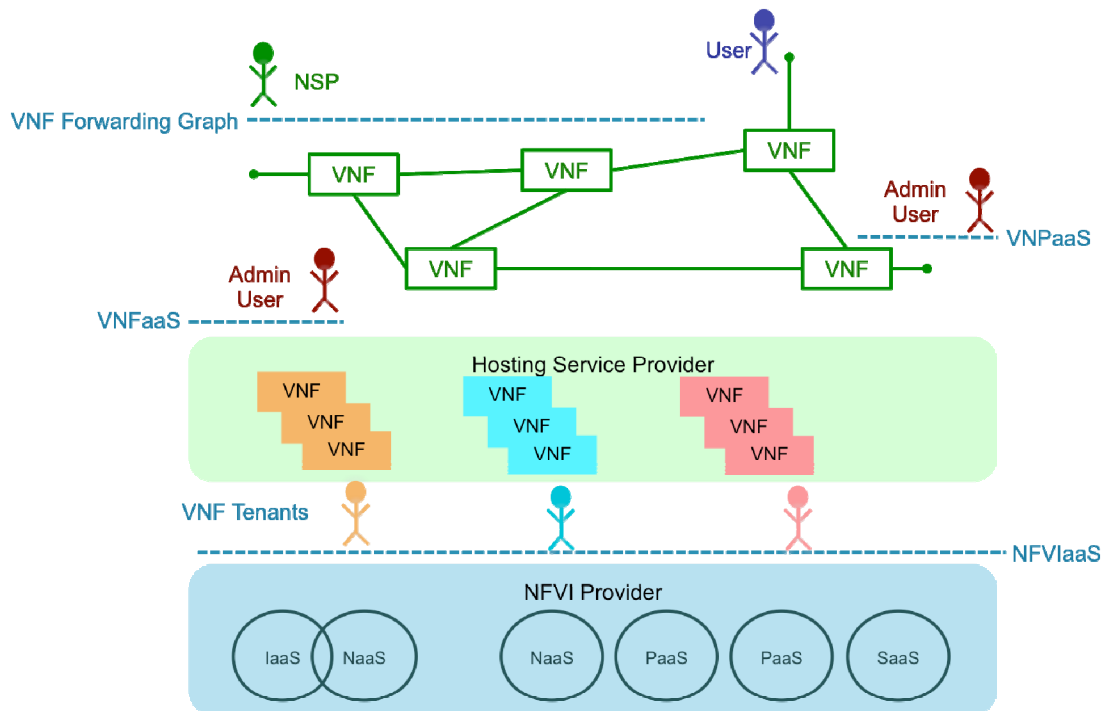 User
NSP
VNF Forwarding Graph
VNF
VNF
VNF
Admin
User
VNPaaS
VNF
VNF
Admin
User
VNFaaS
Hosting Service Provider
VNF
VNF
VNF
VNF
VNF
VNF
VNF
VNF
VNF
VNF Tenants
NFVIaaS
NFVI Provider
IaaS
NaaS
NaaS
PaaS
PaaS
SaaS